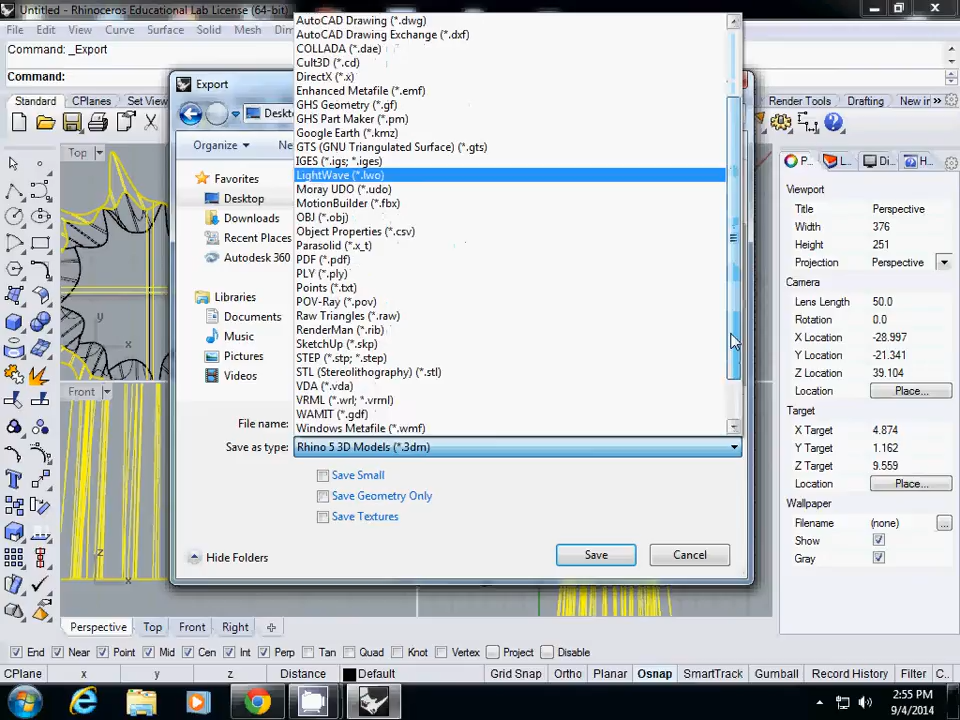 Untitled - Rhinoceros Educational Lab License (64-bit)
File Edit View Curve Surface Solid Mesh
Command: _Export
Command:
Standard CPlanes Set View
Render Tools Drafting New in »
Export
Deskto
Organize
Favorites
Desktop
Downloads
Recent Places
Autodesk 360
Libraries
Documents
Music
Pictures
Videos
AutoCAD Drawing (*.dwg)
AutoCAD Drawing Exchange (*.dxf)
COLLADA (*.dae)
Cult3D (*.cd)
DirectX (*.x)
Enhanced Metafile (*.emf)
GHS Geometry (*.gf)
GHS Part Maker (*.pm)
Google Earth (*.kmz)
GTS (GNU Triangulated Surface) (*.gts)
IGES (*.igs; *.iges)
LightWave (*.lwo)
Moray UDO (*.udo)
MotionBuilder (*.fbx)
OBJ (*.obj)
Object Properties (*.csv)
Parasolid (*.x_t)
PDF (*.pdf)
PLY (*.ply)
Points (*.txt)
POV-Ray (*.pov)
Raw Triangles (*.raw)
RenderMan (*.rib)
SketchUp (*.skp)
STEP (*.stp; *.step)
STL (Stereolithography) (*.stl)
VDA (*.vda)
VRML (*.wrl; *.vrml)
WAMIT (*.gdf)
Windows Metafile (*.wmf)
File name:
Save as type: Rhino 5 3D Models (*.3dm)
Save Small
Save Geometry Only
Save Textures
Hide Folders
Save
Cancel
Top
y
x
Front
z
x
P... L... Di... H...
Viewport
Title Perspective
Width 376
Height 251
Projection Perspective
Camera
Lens Length 50.0
Rotation 0.0
X Location -28.997
Y Location -21.341
Z Location 39.104
Location Place...
Target
X Target 4.874
Y Target 1.162
Z Target 9.559
Location Place...
Wallpaper
Filename (none) ...
Show
Gray
Perspective Top Front Right
End Near Point Mid Cen Int Perp Tan Quad Knot Vertex Project Disable
CPlane x y z Distance Default Grid Snap Ortho Planar Osnap SmartTrack Gumball Record History Filter C..
2:55 PM
9/4/2014